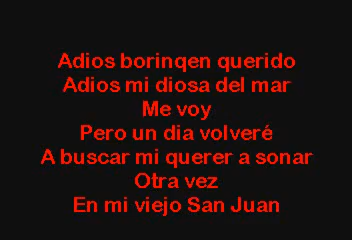 Adios borinqen querido
Adios mi diosa del mar
Me voy
Pero un dia volveré
A buscar mi querer a sonar
Otra vez
En mi viejo San Juan